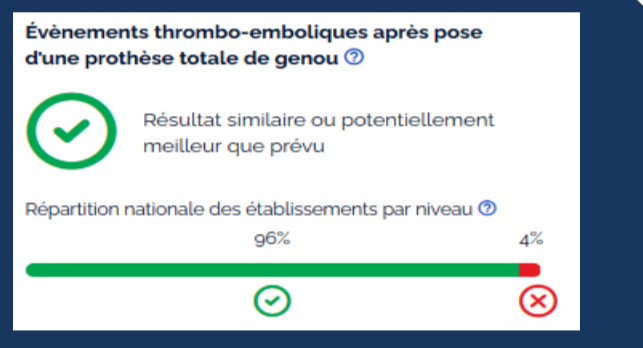 Évènements thrombo-emboliques après pose
d'une prothèse totale de genou ?
Résultat similaire ou potentiellement
meilleur que prévu
Répartition nationale des établissements par niveau ?
96% 4%